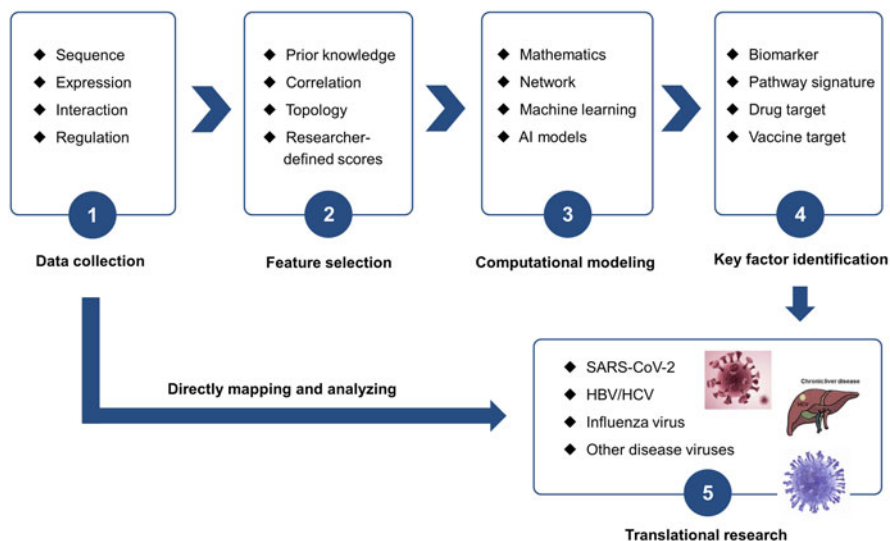 Sequence
Expression
Interaction
Regulation
1
Data collection
Prior knowledge
Correlation
Topology
Researcher-
defined scores
2
Feature selection
Mathematics
Network
Machine learning
AI models
3
Computational modeling
Biomarker
Pathway signature
Drug target
Vaccine target
4
Key factor identification
Directly mapping and analyzing
SARS-CoV-2
HBV/HCV
Influenza virus
Other disease viruses
Chronic liver disease
5
Translational research